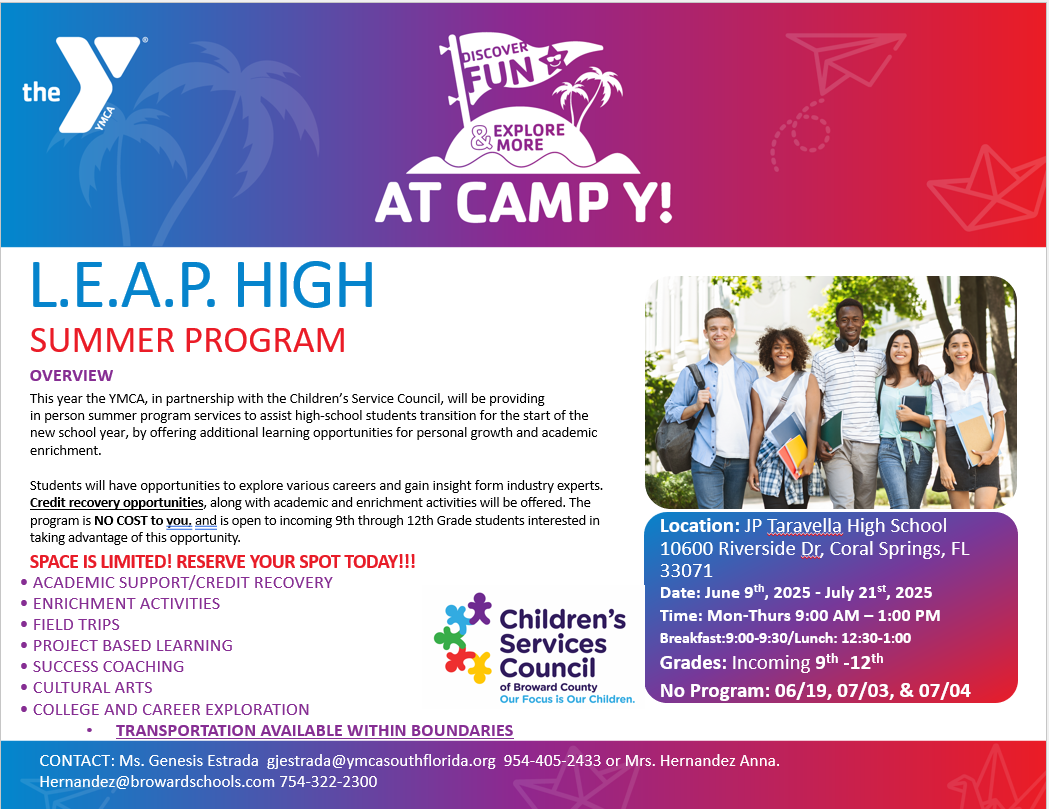 the
YMCA
®
DISCOVER
FUN
& EXPLORE
MORE
AT CAMP Y!
L.E.A.P. HIGH
SUMMER PROGRAM
OVERVIEW
This year the YMCA, in partnership with the Children's Service Council, will be providing
in person summer program services to assist high-school students transition for the start of the
new school year, by offering additional learning opportunities for personal growth and academic
enrichment.
Students will have opportunities to explore various careers and gain insight form industry experts.
Credit recovery opportunities, along with academic and enrichment activities will be offered. The
program is NO COST to you. and is open to incoming 9th through 12th Grade students interested in
taking advantage of this opportunity.
SPACE IS LIMITED! RESERVE YOUR SPOT TODAY!!!
• ACADEMIC SUPPORT/CREDIT RECOVERY
• ENRICHMENT ACTIVITIES
• FIELD TRIPS
• PROJECT BASED LEARNING
• SUCCESS COACHING
• CULTURAL ARTS
• COLLEGE AND CAREER EXPLORATION
• TRANSPORTATION AVAILABLE WITHIN BOUNDARIES
Children's
Services
Council
of Broward County
Our Focus is Our Children.
Location: JP Taravella High School
10600 Riverside Dr, Coral Springs, FL
33071
Date: June 9th, 2025 - July 21st, 2025
Time: Mon-Thurs 9:00 AM – 1:00 PM
Breakfast:9:00-9:30/Lunch: 12:30-1:00
Grades: Incoming 9th -12th
No Program: 06/19, 07/03, & 07/04
CONTACT: Ms. Genesis Estrada gjestrada@ymcasouthflorida.org 954-405-2433 or Mrs. Hernandez Anna.
Hernandez@browardschools.com 754-322-2300